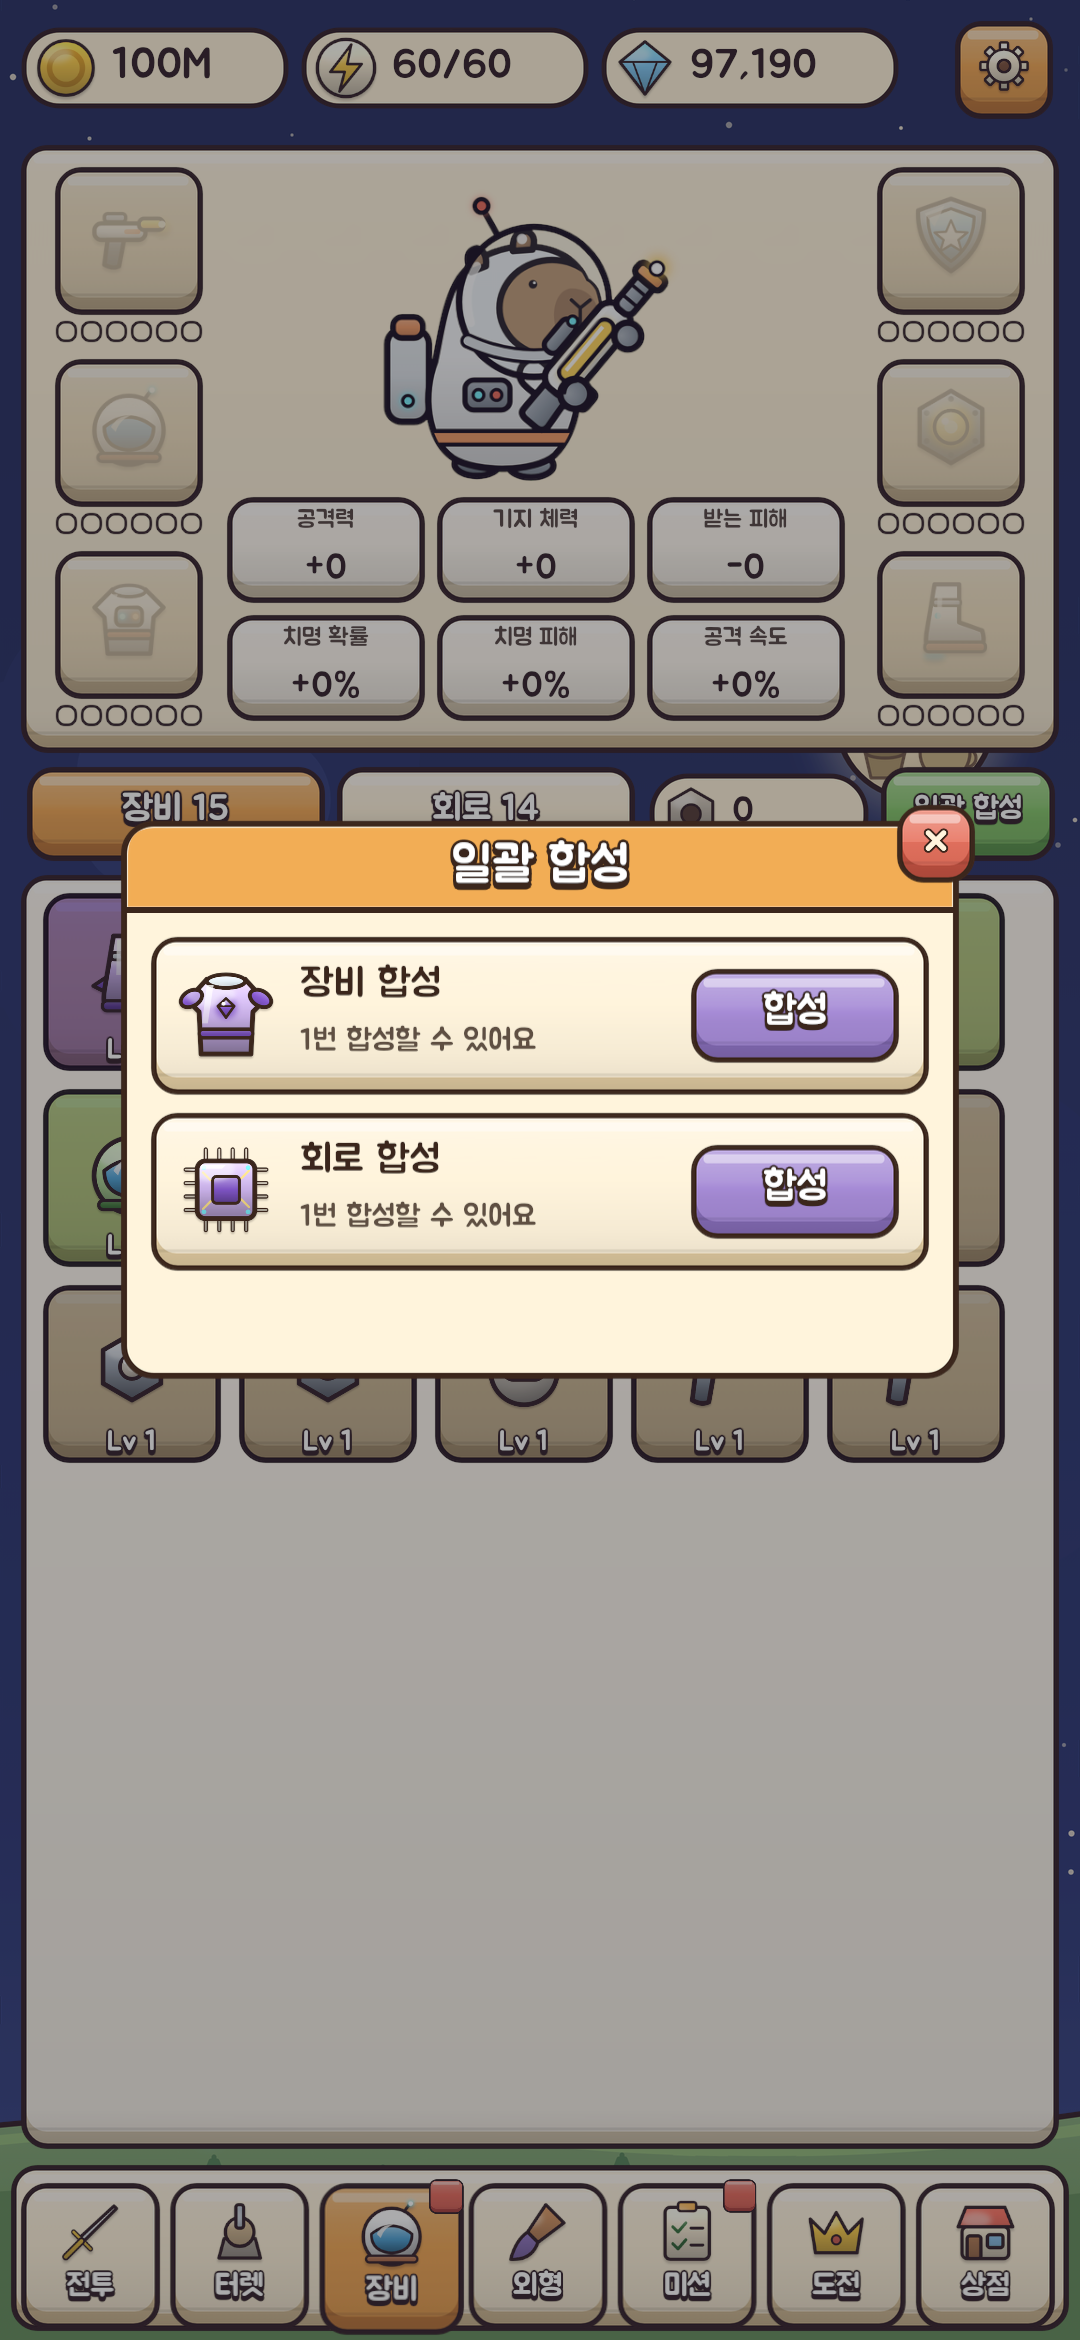 100M
60/60
97,190
공격력
기지 체력
받는 피해
+0
+0
-0
치명 확률
치명 피해
공격 속도
+0%
+0%
+0%
장비 15
회로 14
0
일괄 합성
일괄 합성
장비 합성
1번 합성할 수 있어요
합성
회로 합성
1번 합성할 수 있어요
합성
Lv 1
Lv 1
Lv 1
Lv 1
Lv 1
전투
터렛
장비
외형
미션
도전
상점